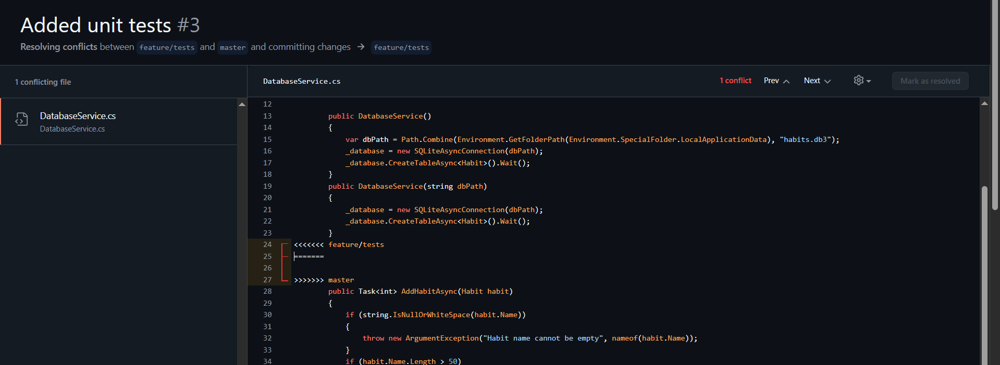 Added unit tests #3
Resolving conflicts between feature/tests and master and committing changes → feature/tests
1 conflicting file
DatabaseService.cs
DatabaseService.cs
DatabaseService.cs
1 conflict Prev Next Mark as resolved
12
13 public DatabaseService()
14 {
15 var dbPath = Path.Combine(Environment.GetFolderPath(Environment.SpecialFolder.LocalApplicationData), "habits.db3");
16 _database = new SQLiteAsyncConnection(dbPath);
17 _database.CreateTableAsync<Habit>().Wait();
18 }
19 public DatabaseService(string dbPath)
20 {
21 _database = new SQLiteAsyncConnection(dbPath);
22 _database.CreateTableAsync<Habit>().Wait();
23 }
24 <<<<<<< feature/tests
25 =======
26
27 >>>>>>> master
28 public Task<int> AddHabitAsync(Habit habit)
29 {
30 if (string.IsNullOrWhiteSpace(habit.Name))
31 {
32 throw new ArgumentException("Habit name cannot be empty", nameof(habit.Name));
33 }
34 if (habit.Name.Length > 50)